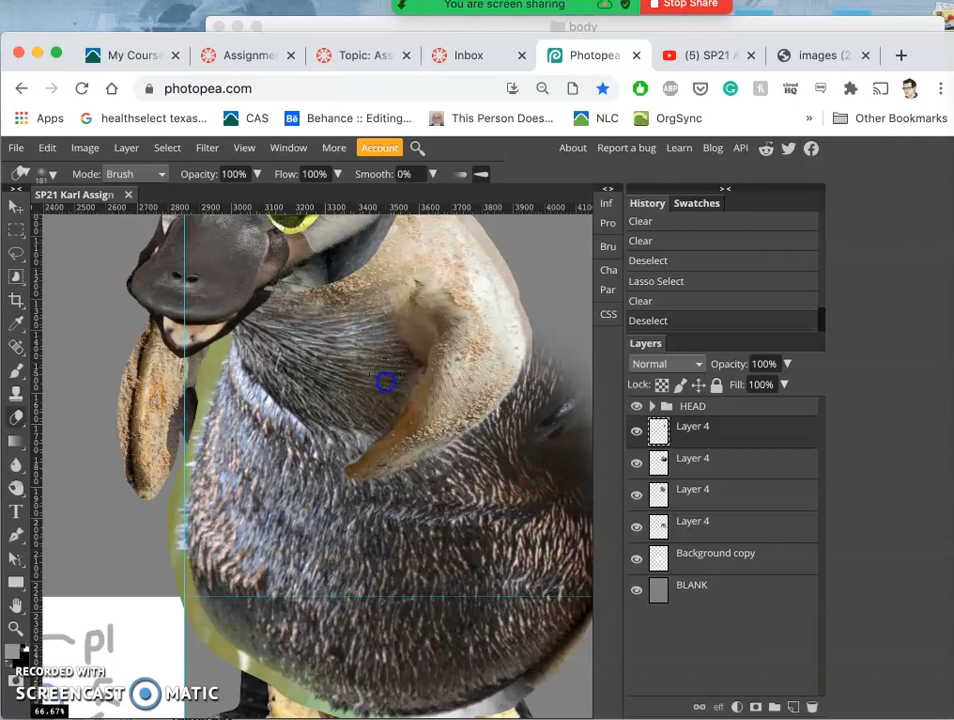 You are screen sharing Stop Share
body
My Cours Assignme Topic: Ass Inbox Photopea (5) SP21 A images (2
photopea.com
Apps healthselect texas... CAS Behance :: Editing... This Person Does... NLC OrgSync » Other Bookmarks
File Edit Image Layer Select Filter View Window More Account About Report a bug Learn Blog API
181 Mode: Brush Opacity: 100% Flow: 100% Smooth: 0%
SP21 Karl Assign
2400 2500 2600 2700 2800 2900 3000 3100 3200 3300 3400 3500 3600 3700 3800 3900 4000 410
Inf
Pro
Bru
Cha
Par
CSS
History Swatches
Clear
Clear
Deselect
Lasso Select
Clear
Deselect
Layers
Normal Opacity: 100%
Lock: Fill: 100%
HEAD
Layer 4
Layer 4
Layer 4
Layer 4
Background copy
BLANK
eff
pl
RECORDED WITH
SCREENCAST MATIC
66.67%